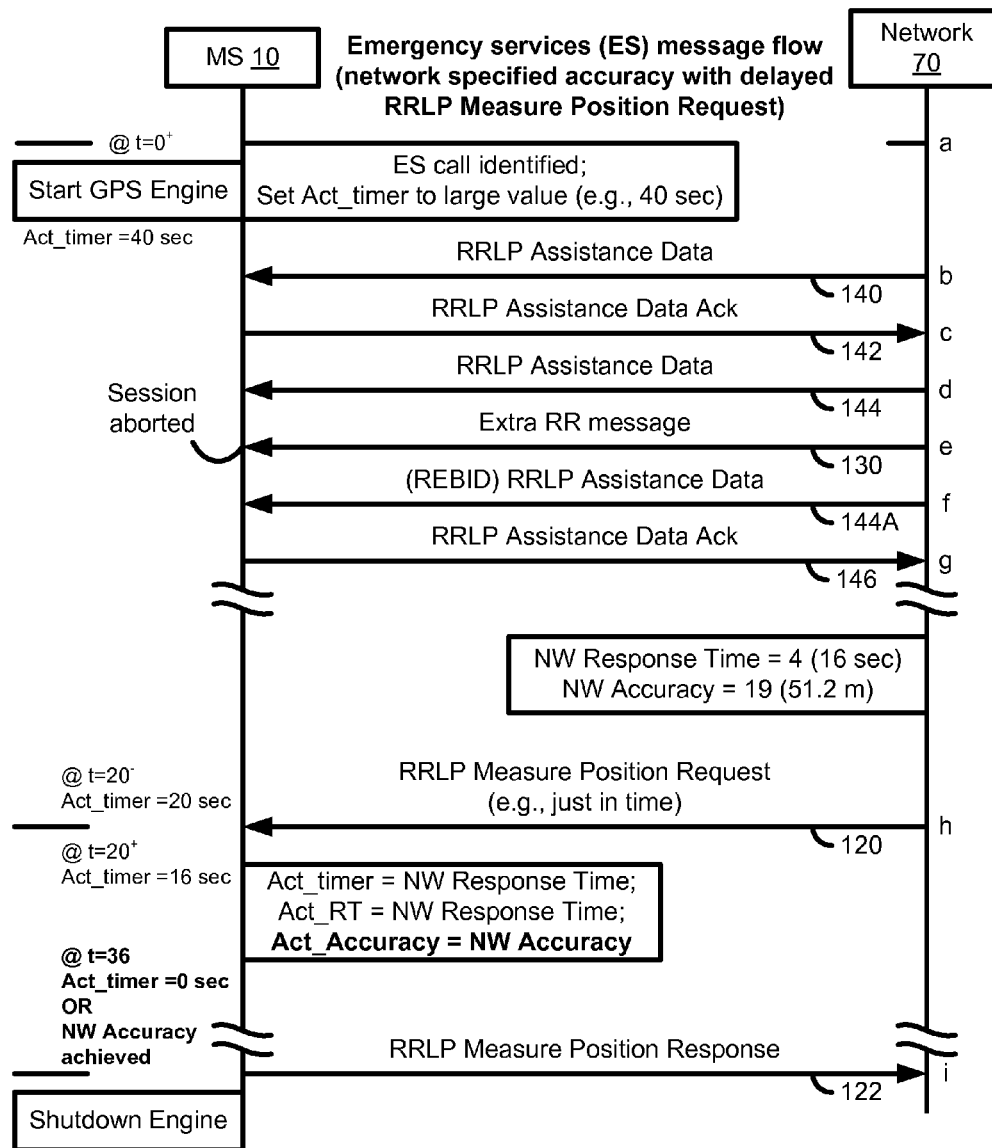 MS 10
Emergency services (ES) message flow
(network specified accuracy with delayed
RRLP Measure Position Request)
Network
70
@ t=0+
a
Start GPS Engine
ES call identified;
Set Act_timer to large value (e.g., 40 sec)
Act_timer =40 sec
RRLP Assistance Data
b
140
RRLP Assistance Data Ack
c
142
RRLP Assistance Data
d
144
Session
aborted
Extra RR message
e
130
(REBID) RRLP Assistance Data
f
144A
RRLP Assistance Data Ack
g
146
NW Response Time = 4 (16 sec)
NW Accuracy = 19 (51.2 m)
@ t=20-
Act_timer =20 sec
RRLP Measure Position Request
(e.g., just in time)
h
120
@ t=20+
Act_timer =16 sec
Act_timer = NW Response Time;
Act_RT = NW Response Time;
Act_Accuracy = NW Accuracy
@ t=36
Act_timer =0 sec
OR
NW Accuracy
achieved
RRLP Measure Position Response
i
122
Shutdown Engine